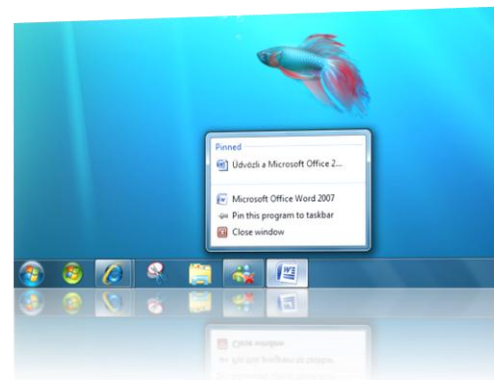 Pinned
Üdvözli a Microsoft Office 2...
Microsoft Office Word 2007
Pin this program to taskbar
Close window